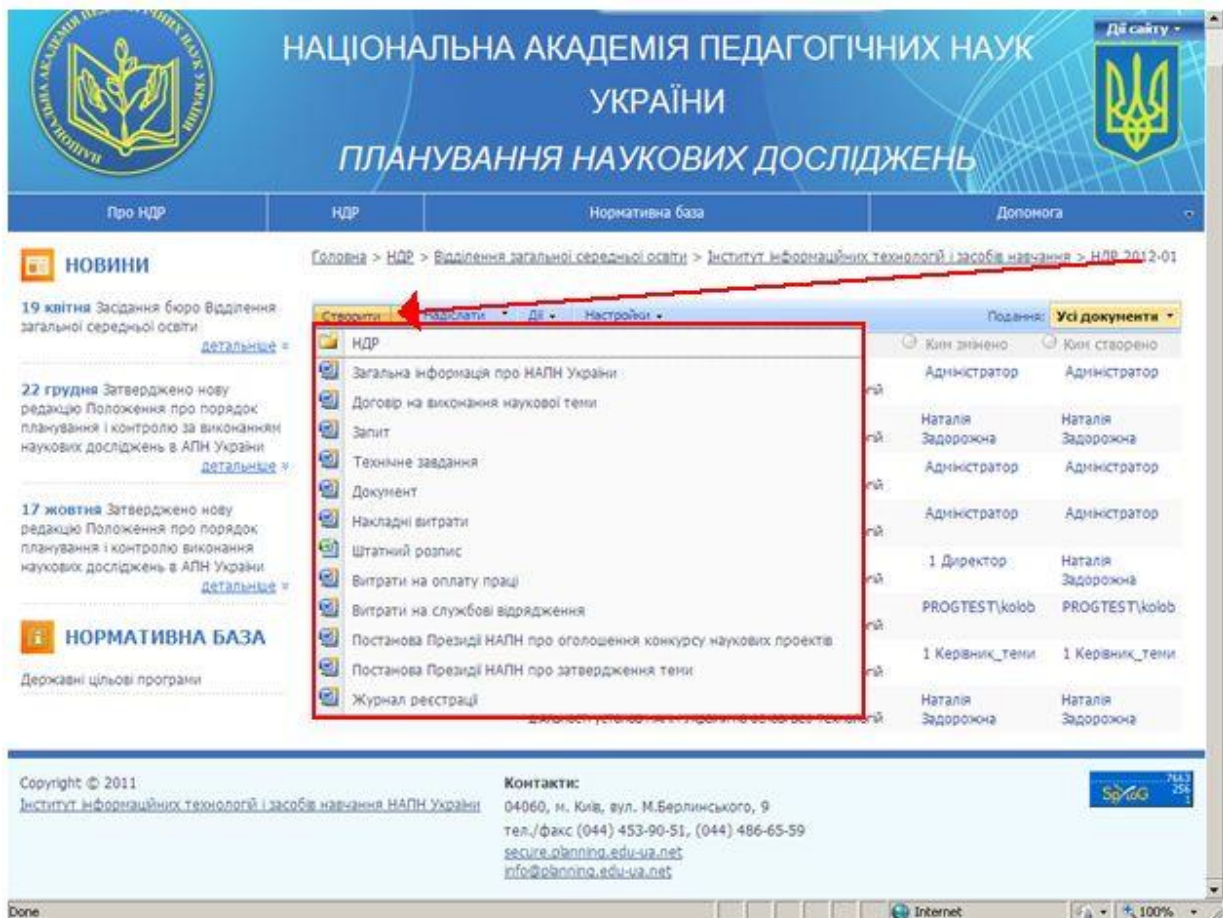 НАЦІОНАЛЬНА АКАДЕМІЯ ПЕДАГОГІЧНИХ НАУК УКРАЇНИ
Дії сайту
НАЦІОНАЛЬНА АКАДЕМІЯ ПЕДАГОГІЧНИХ НАУК
УКРАЇНИ
ПЛАНУВАННЯ НАУКОВИХ ДОСЛІДЖЕНЬ
Про НДР
НДР
Нормативна база
Допомога
НОВИНИ
19 квітня Засідання бюро Відділення
загальної середньої освіти
детальніше
22 грудня Затверджено нову
редакцію Положення про порядок
планування і контролю за виконанням
наукових досліджень в АПН України
детальніше
17 жовтня Затверджено нову
редакцію Положення про порядок
планування і контролю виконання
наукових досліджень в АПН України
детальніше
НОРМАТИВНА БАЗА
Державні цільові програми
Головна > НДР > Відділення загальної середньої освіти > Інститут інформаційних технологій і засобів навчання > НДР 2012-01
Створити
Надіслати
Дії
Настройки
Подання: Усі документи
НДР
Загальна інформація про НАПН України
Договір на виконання наукової теми
Запит
Технічне завдання
Документ
Накладні витрати
Штатний розпис
Витрати на оплату праці
Витрати на службові відрядження
Постанова Президії НАПН про оголошення конкурсу наукових проектів
Постанова Президії НАПН про затвердження теми
Журнал реєстрації
Ким змінено
Ким створено
Адміністратор
Адміністратор
Наталія
Задорожна
Наталія
Задорожна
Адміністратор
Адміністратор
Адміністратор
Адміністратор
1 Директор
Наталія
Задорожна
PROGTEST\kolob
PROGTEST\kolob
1 Керівник_теми
1 Керівник_теми
Наталія
Задорожна
Наталія
Задорожна
Copyright © 2011
Інститут інформаційних технологій і засобів навчання НАПН України
Контакти:
04060, м. Київ, вул. М.Берлинського, 9
тел./факс (044) 453-90-51, (044) 486-65-59
secure.planning.edu-ua.net
info@planning.edu-ua.net
7663
256
1
Done
Internet
100%